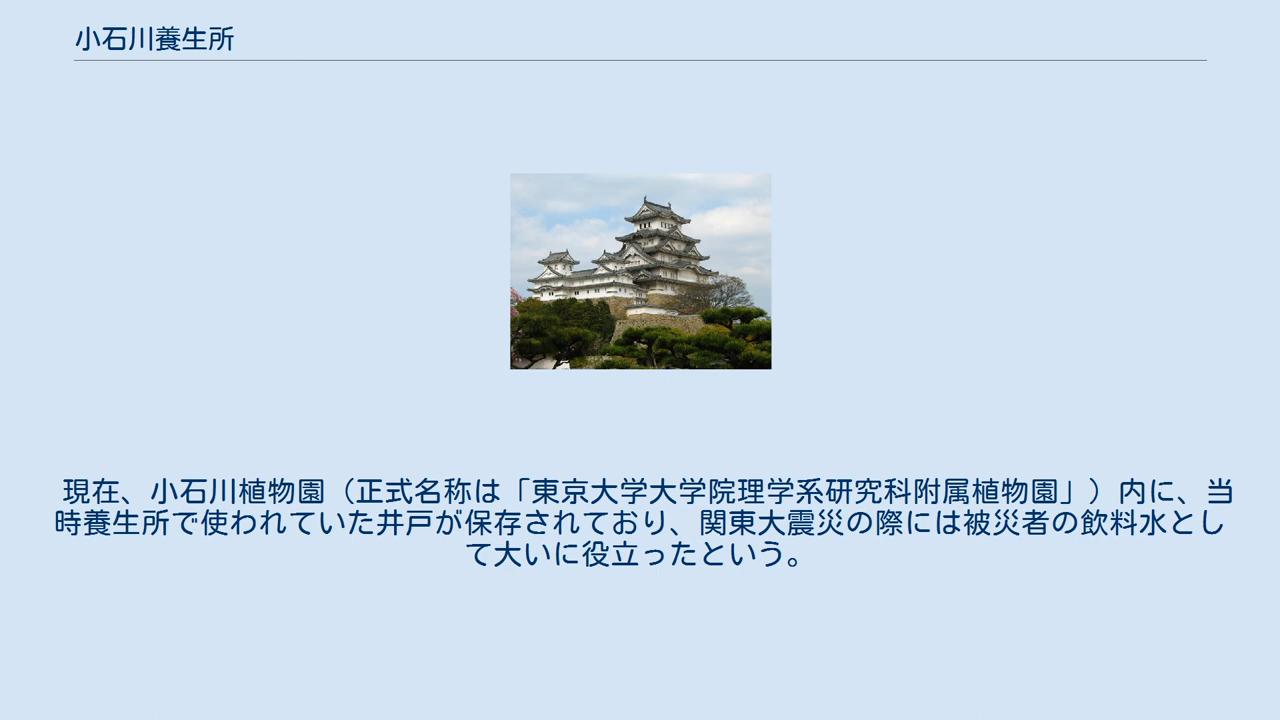 小石川養生所
現在、小石川植物園（正式名称は「東京大学大学院理学系研究科附属植物園」）内に、当
時養生所で使われていた井戸が保存されており、関東大震災の際には被災者の飲料水とし
て大いに役立ったという。